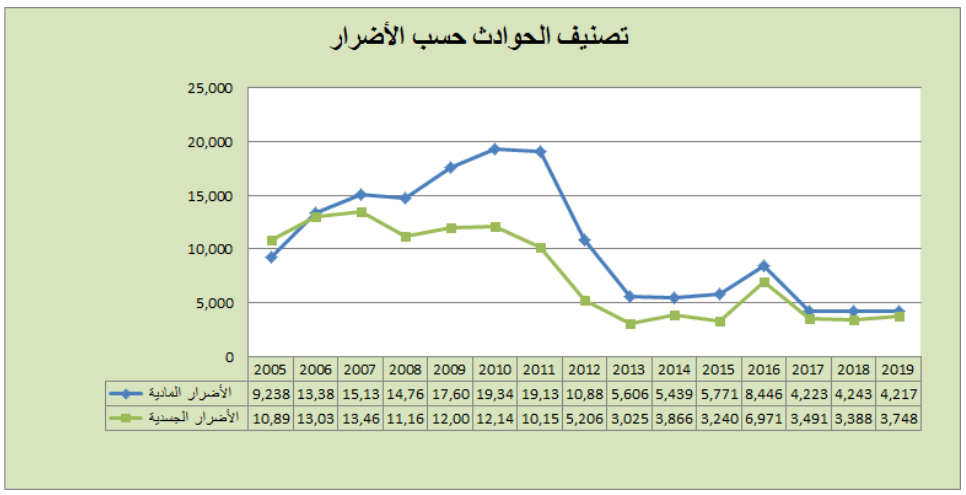 تصنيف الحوادث حسب الأضرار
25,000
20,000
15,000
10,000
5,000
0
2005 2006 2007 2008 2009 2010 2011 2012 2013 2014 2015 2016 2017 2018 2019
الأضرار المادية 9,238 13,38 15,13 14,76 17,60 19,34 19,13 10,88 5,606 5,439 5,771 8,446 4,223 4,243 4,217
الأضرار الجسدية 10,89 13,03 13,46 11,16 12,00 12,14 10,15 5,206 3,025 3,866 3,240 6,971 3,491 3,388 3,748